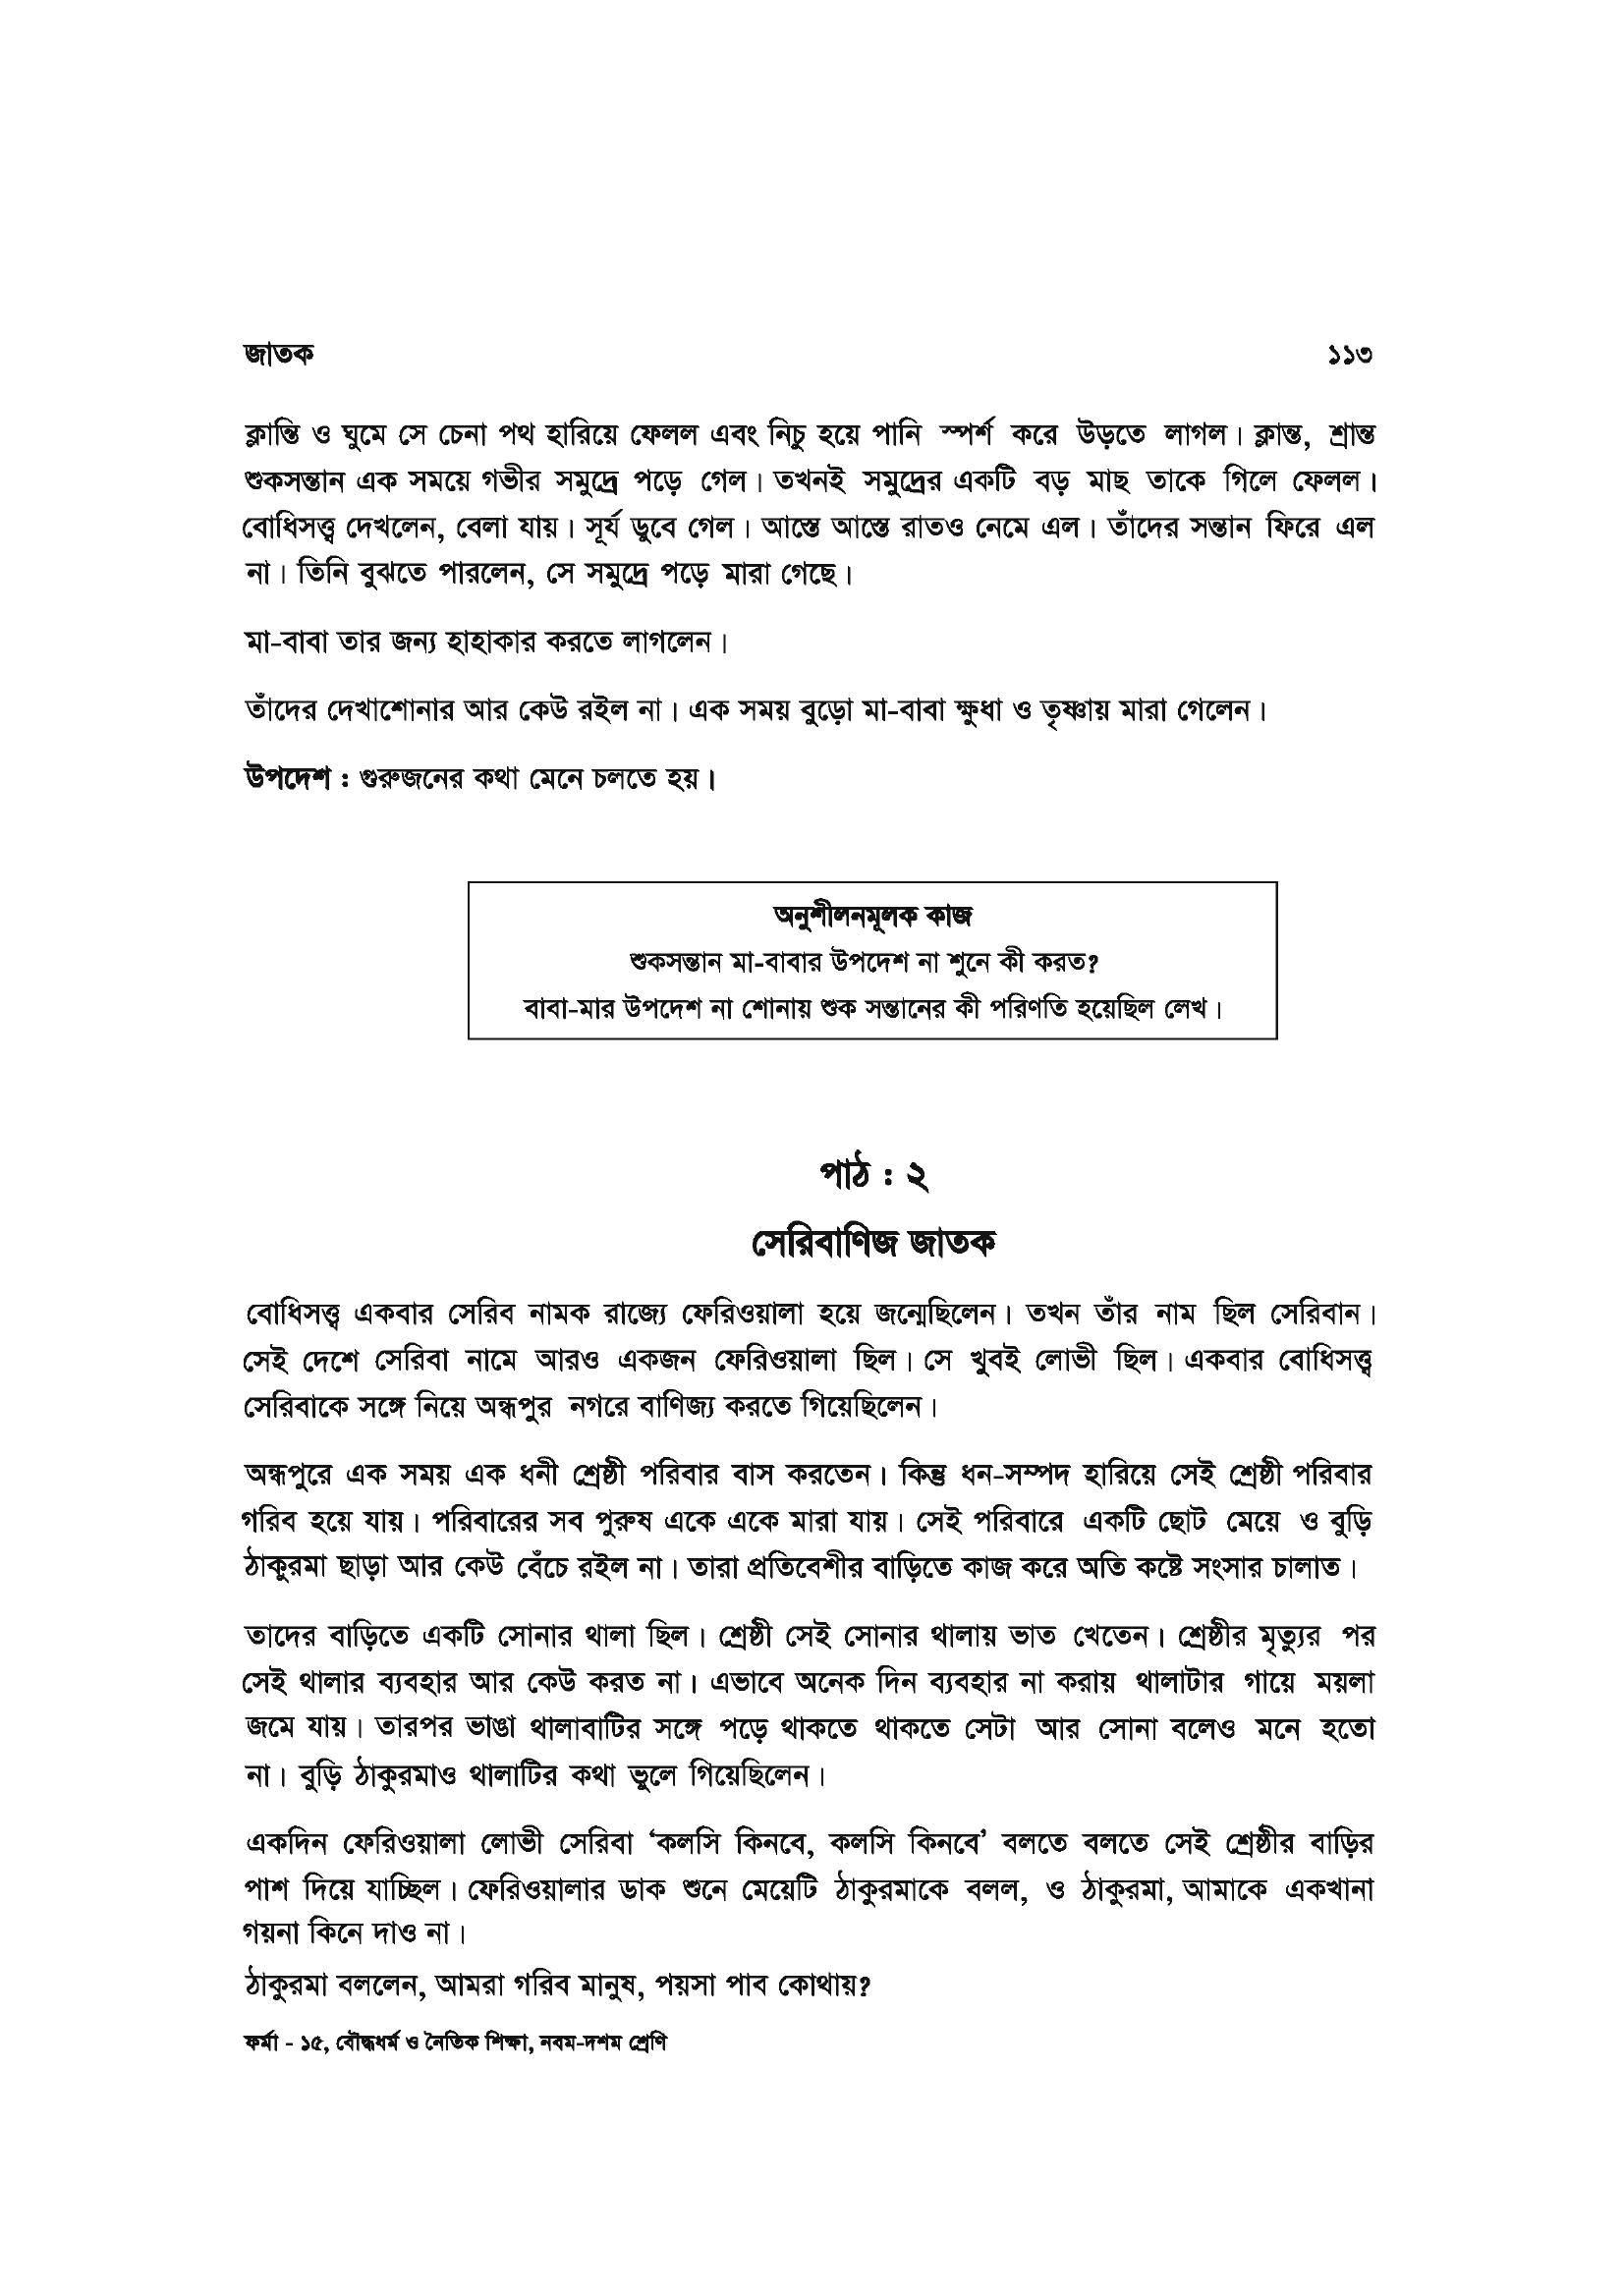 জাতক ১১৩
ক্লান্তি ও ঘুমে সে চেনা পথ হারিয়ে ফেলল এবং নিচু হয়ে পানি স্পর্শ করে উড়তে লাগল। ক্লান্ত, শ্রান্ত
শুকসন্তান এক সময়ে গভীর সমুদ্রে পড়ে গেল। তখনই সমুদ্রের একটি বড় মাছ তাকে গিলে ফেলল।
বোধিসত্ত্ব দেখলেন, বেলা যায়। সূর্য ডুবে গেল। আস্তে আস্তে রাতও নেমে এল। তাঁদের সন্তান ফিরে এল
না। তিনি বুঝতে পারলেন, সে সমুদ্রে পড়ে মারা গেছে।
মা-বাবা তার জন্য হাহাকার করতে লাগলেন।
তাঁদের দেখাশোনার আর কেউ রইল না। এক সময় বুড়ো মা-বাবা ক্ষুধা ও তৃষ্ণায় মারা গেলেন।
উপদেশ : গুরুজনের কথা মেনে চলতে হয়।
অনুশীলনমূলক কাজ
শুকসন্তান মা-বাবার উপদেশ না শুনে কী করত?
বাবা-মার উপদেশ না শোনায় শুক সন্তানের কী পরিণতি হয়েছিল লেখ।
পাঠ : ২
সেরিবাণিজ জাতক
বোধিসত্ত্ব একবার সেরিব নামক রাজ্যে ফেরিওয়ালা হয়ে জন্মেছিলেন। তখন তাঁর নাম ছিল সেরিবান।
সেই দেশে সেরিবা নামে আরও একজন ফেরিওয়ালা ছিল। সে খুবই লোভী ছিল। একবার বোধিসত্ত্ব
সেরিবাকে সঙ্গে নিয়ে অন্ধপুর নগরে বাণিজ্য করতে গিয়েছিলেন।
অন্ধপুরে এক সময় এক ধনী শ্রেষ্ঠী পরিবার বাস করতেন। কিন্তু ধন-সম্পদ হারিয়ে সেই শ্রেষ্ঠী পরিবার
গরিব হয়ে যায়। পরিবারের সব পুরুষ একে একে মারা যায়। সেই পরিবারে একটি ছোট মেয়ে ও বুড়ি
ঠাকুরমা ছাড়া আর কেউ বেঁচে রইল না। তারা প্রতিবেশীর বাড়িতে কাজ করে অতি কষ্টে সংসার চালাত।
তাদের বাড়িতে একটি সোনার থালা ছিল। শ্রেষ্ঠী সেই সোনার থালায় ভাত খেতেন। শ্রেষ্ঠীর মৃত্যুর পর
সেই থালার ব্যবহার আর কেউ করত না। এভাবে অনেক দিন ব্যবহার না করায় থালাটার গায়ে ময়লা
জমে যায়। তারপর ভাঙা থালাবাটির সঙ্গে পড়ে থাকতে থাকতে সেটা আর সোনা বলেও মনে হতো
না। বুড়ি ঠাকুরমাও থালাটির কথা ভুলে গিয়েছিলেন।
একদিন ফেরিওয়ালা লোভী সেরিবা ‘কলসি কিনবে, কলসি কিনবে’ বলতে বলতে সেই শ্রেষ্ঠীর বাড়ির
পাশ দিয়ে যাচ্ছিল। ফেরিওয়ালার ডাক শুনে মেয়েটি ঠাকুরমাকে বলল, ও ঠাকুরমা, আমাকে একখানা
গয়না কিনে দাও না।
ঠাকুরমা বললেন, আমরা গরিব মানুষ, পয়সা পাব কোথায়?
ফর্মা - ১৫, বৌদ্ধধর্ম ও নৈতিক শিক্ষা, নবম-দশম শ্রেণি